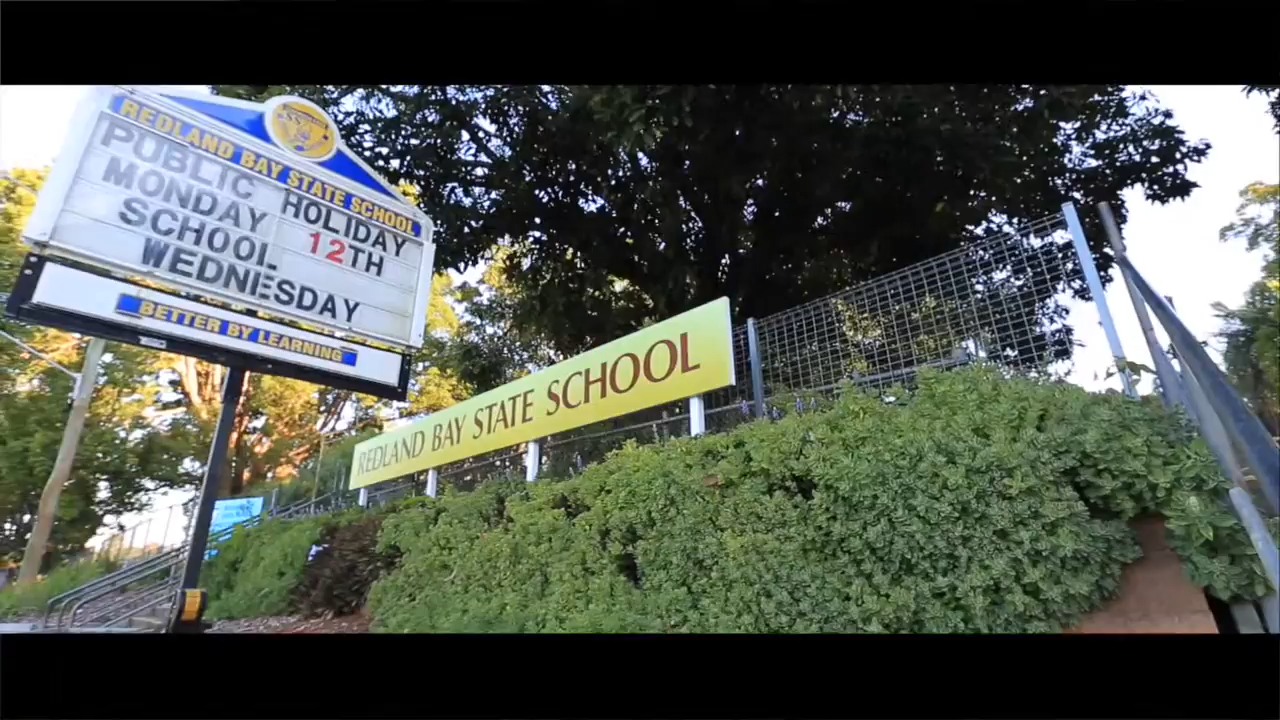 REDLAND BAY STATE SCHOOL
PUBLIC HOLIDAY
MONDAY 12TH
SCHOOL
WEDNESDAY
BETTER BY LEARNING
REDLAND BAY STATE SCHOOL